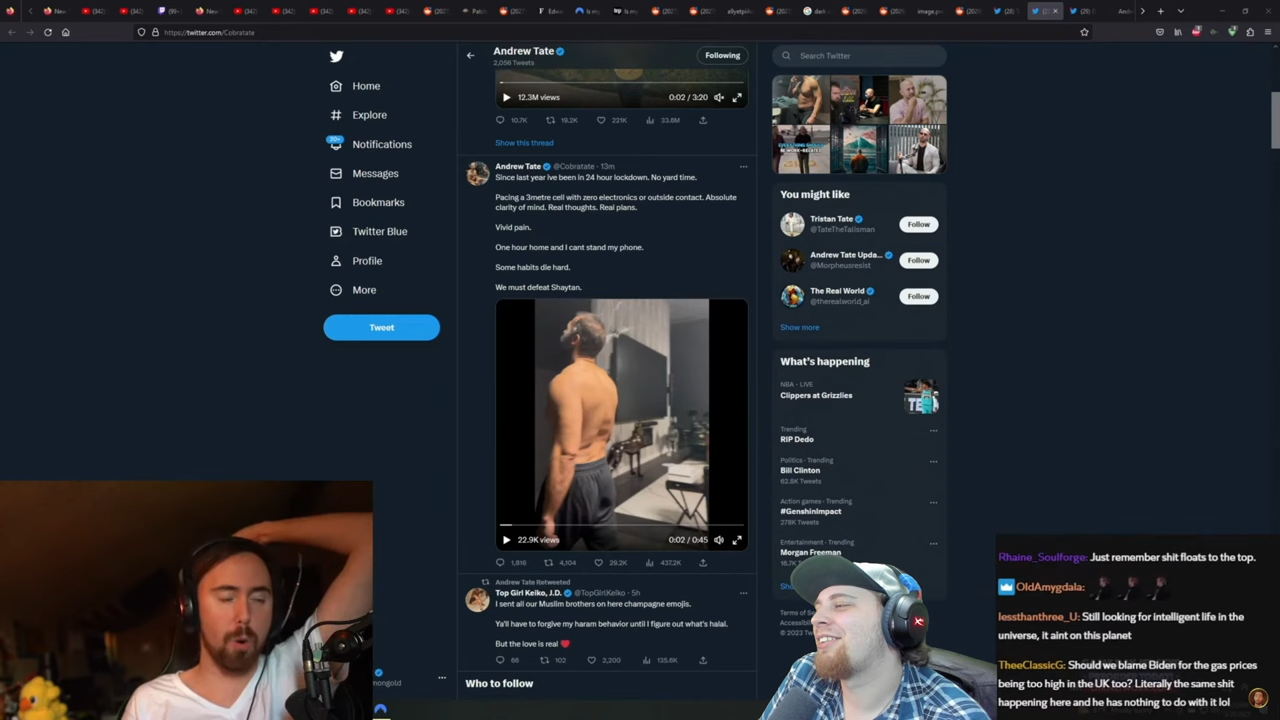 https://twitter.com/Cobratate
Home
Explore
20+
Notifications
Messages
Bookmarks
Twitter Blue
Profile
More
Tweet
Andrew Tate
2,056 Tweets
Following
12.3M views
0:02 / 3:20
10.7K 19.2K 221K 33.6M
Show this thread
Andrew Tate @Cobratate · 13m
Since last year ive been in 24 hour lockdown. No yard time.
Pacing a 3metre cell with zero electronics or outside contact. Absolute
clarity of mind. Real thoughts. Real plans.
Vivid pain.
One hour home and I cant stand my phone.
Some habits die hard.
We must defeat Shaytan.
22.9K views
0:02 / 0:45
1,816 4,104 29.2K 437.2K
Andrew Tate Retweeted
Top Girl Keiko, J.D. @TopGirlKeiko · 5h
I sent all our Muslim brothers on here champagne emojis.
Ya'll have to forgive my haram behavior until I figure out what's halal.
But the love is real
66 102 2,200 135.6K
Who to follow
Search Twitter
EVERYTHING SHOULD
BE WORK-RELATED
You might like
Tristan Tate
@TateTheTalisman
Follow
Andrew Tate Upda...
@Morpheusresist
Follow
The Real World
@therealworld_ai
Follow
Show more
What's happening
NBA · LIVE
Clippers at Grizzlies
Trending
RIP Dedo
Politics · Trending
Bill Clinton
62.8K Tweets
Action games · Trending
#GenshinImpact
278K Tweets
Entertainment · Trending
Morgan Freeman
Terms of
© 2023
mongold
Rhaine_Soulforge: Just remember shit floats to the top.
OldAmygdala:
lessthanthree_U: Still looking for intelligent life in the
universe, it aint on this planet
TheeClassicG: Should we blame Biden for the gas prices
being too high in the UK too? Literally the same shit
happening here and he has nothing to do with it lol